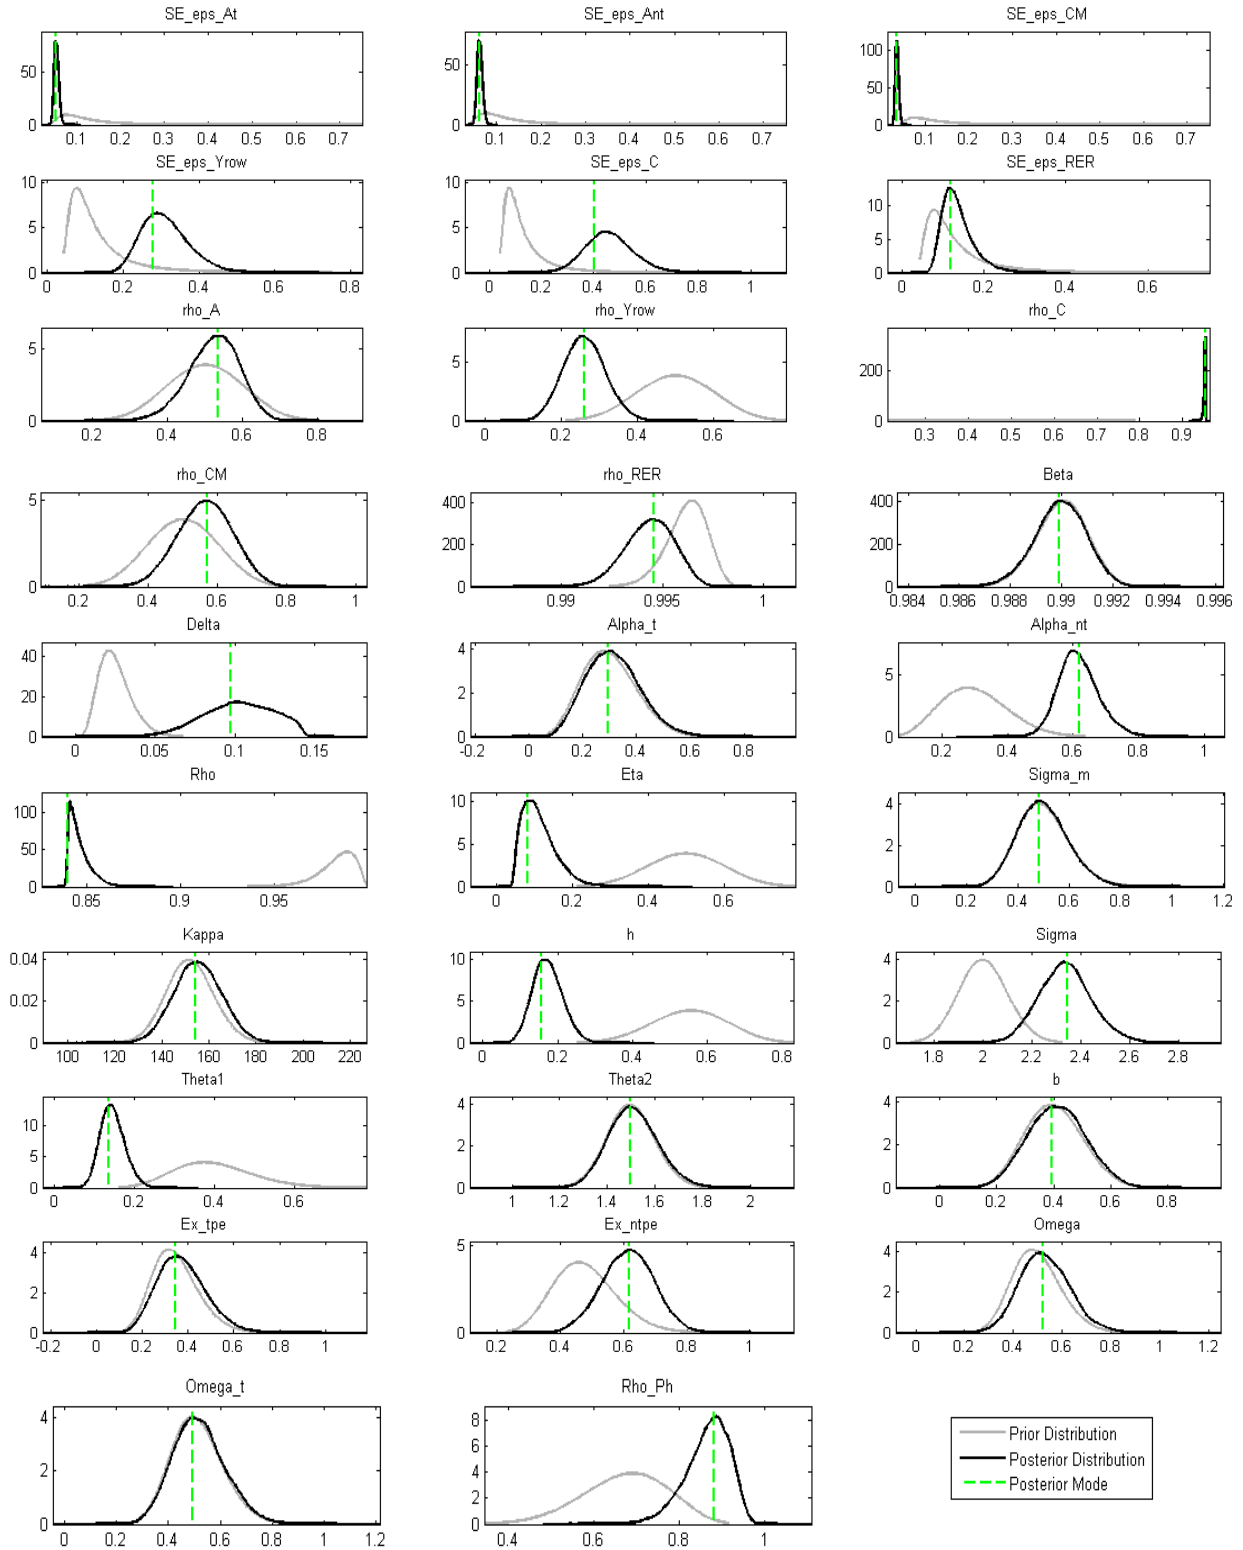 SE_eps_At SE_eps_Ant SE_eps_CM
50 0 0.1 0.2 0.3 0.4 0.5 0.6 0.7
50 0 0.1 0.2 0.3 0.4 0.5 0.6 0.7
100 50 0 0.1 0.2 0.3 0.4 0.5 0.6 0.7
SE_eps_Yrow SE_eps_C SE_eps_RER
10 5 0 0 0.2 0.4 0.6 0.8
10 5 0 0 0.2 0.4 0.6 0.8 1
10 5 0 0 0.2 0.4 0.6
rho_A rho_Yrow rho_C
5 0 0.2 0.4 0.6 0.8
5 0 0 0.2 0.4 0.6
200 0 0.3 0.4 0.5 0.6 0.7 0.8 0.9
rho_CM rho_RER Beta
5 0 0.2 0.4 0.6 0.8 1
400 200 0 0.99 0.995 1
400 200 0 0.984 0.986 0.988 0.99 0.992 0.994 0.996
Delta Alpha_t Alpha_nt
40 20 0 0 0.05 0.1 0.15
4 2 0 -0.2 0 0.2 0.4 0.6 0.8
5 0 0.2 0.4 0.6 0.8 1
Rho Eta Sigma_m
100 50 0 0.85 0.9 0.95
10 5 0 0 0.2 0.4 0.6
4 2 0 0 0.2 0.4 0.6 0.8 1 1.2
Kappa h Sigma
0.04 0.02 0 100 120 140 160 180 200 220
10 5 0 0 0.2 0.4 0.6 0.8
4 2 0 1.8 2 2.2 2.4 2.6 2.8
Theta1 Theta2 b
10 5 0 0 0.2 0.4 0.6
4 2 0 1 1.2 1.4 1.6 1.8 2
4 2 0 0 0.2 0.4 0.6 0.8
Ex_tpe Ex_ntpe Omega
4 2 0 -0.2 0 0.2 0.4 0.6 0.8 1
5 0 0.2 0.4 0.6 0.8 1
4 2 0 0 0.2 0.4 0.6 0.8 1 1.2
Omega_t Rho_Ph
4 2 0 0 0.2 0.4 0.6 0.8 1 1.2
8 6 4 2 0 0.4 0.6 0.8 1
Prior Distribution
Posterior Distribution
Posterior Mode